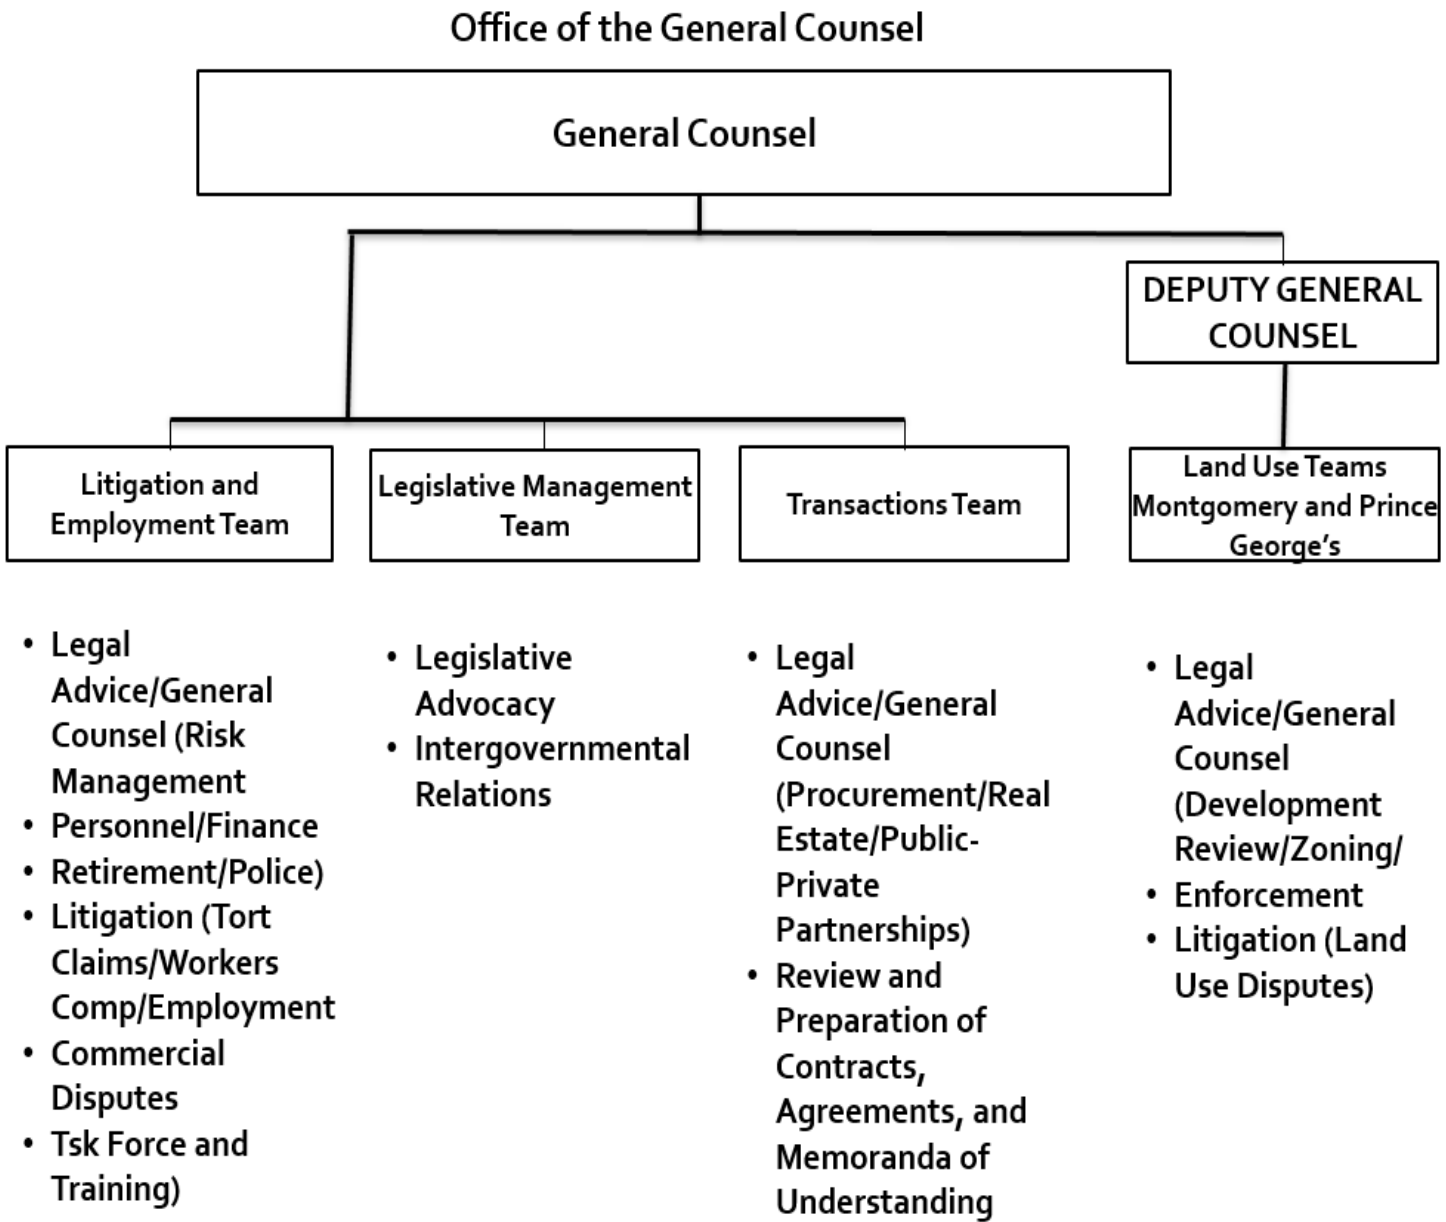 Office of the General Counsel
General Counsel
DEPUTY GENERAL
COUNSEL
Litigation and
Employment Team
Legislative Management
Team
Transactions Team
Land Use Teams
Montgomery and Prince
George's
• Legal
Advice/General
Counsel (Risk
Management
• Personnel/Finance
• Retirement/Police)
• Litigation (Tort
Claims/Workers
Comp/Employment
• Commercial
Disputes
• Tsk Force and
Training)
• Legislative
Advocacy
• Intergovernmental
Relations
• Legal
Advice/General
Counsel
(Procurement/Real
Estate/Public-
Private
Partnerships)
• Review and
Preparation of
Contracts,
Agreements, and
Memoranda of
Understanding
• Legal
Advice/General
Counsel
(Development
Review/Zoning/
• Enforcement
• Litigation (Land
Use Disputes)